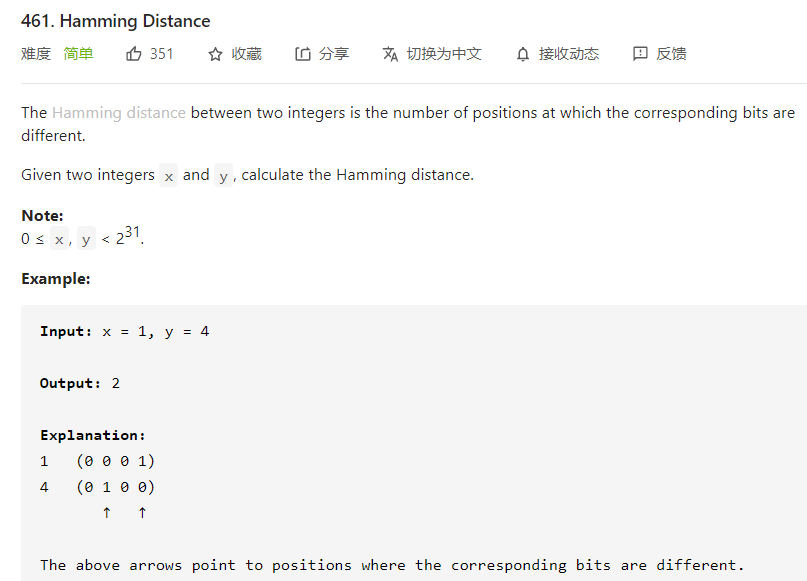 461. Hamming Distance
难度 简单 351 收藏 分享 切换为中文 接收动态 反馈
The Hamming distance between two integers is the number of positions at which the corresponding bits are
different.
Given two integers x and y, calculate the Hamming distance.
Note:
0 ≤ x, y < 2³¹.
Example:
Input: x = 1, y = 4
Output: 2
Explanation:
1 (0 0 0 1)
4 (0 1 0 0)
↑ ↑
The above arrows point to positions where the corresponding bits are different.